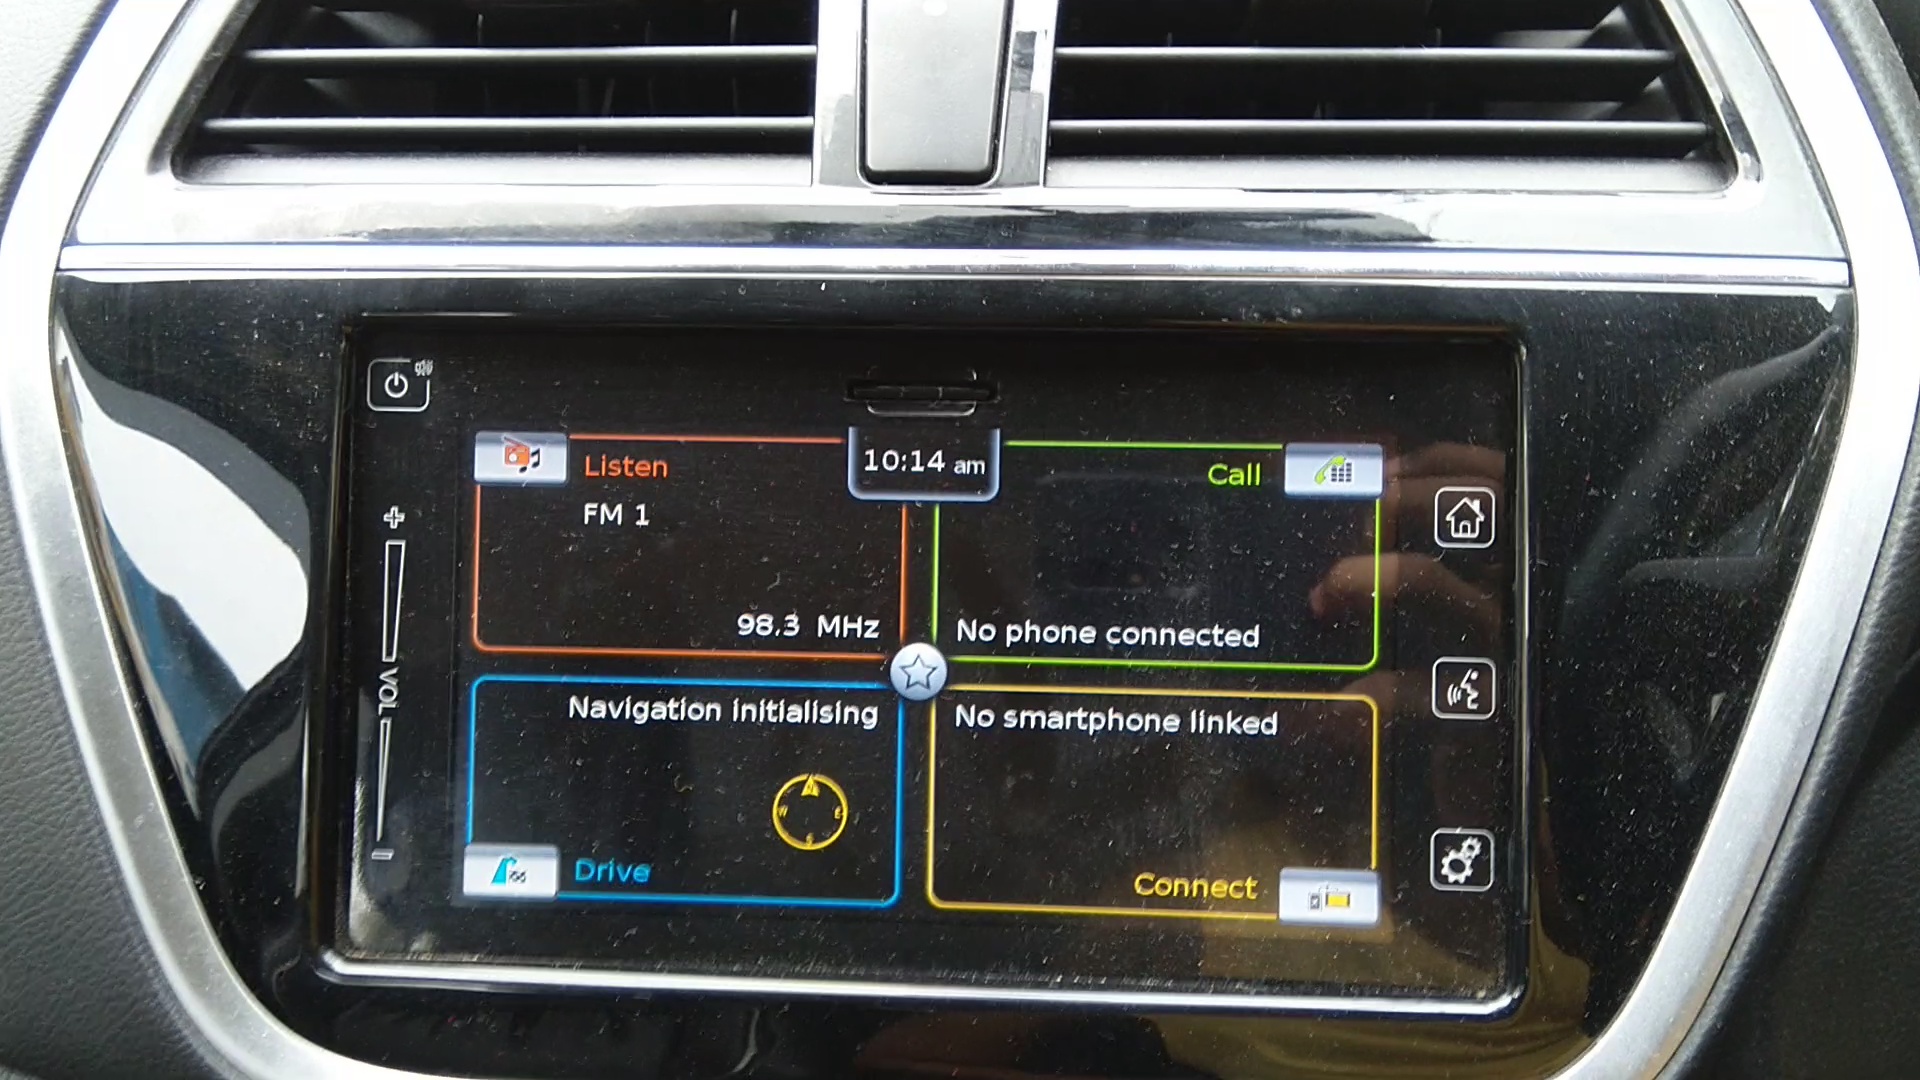 10:14 am
Listen
FM 1
98.3 MHz
Call
No phone connected
VOL
Navigation initialising
Drive
No smartphone linked
Connect